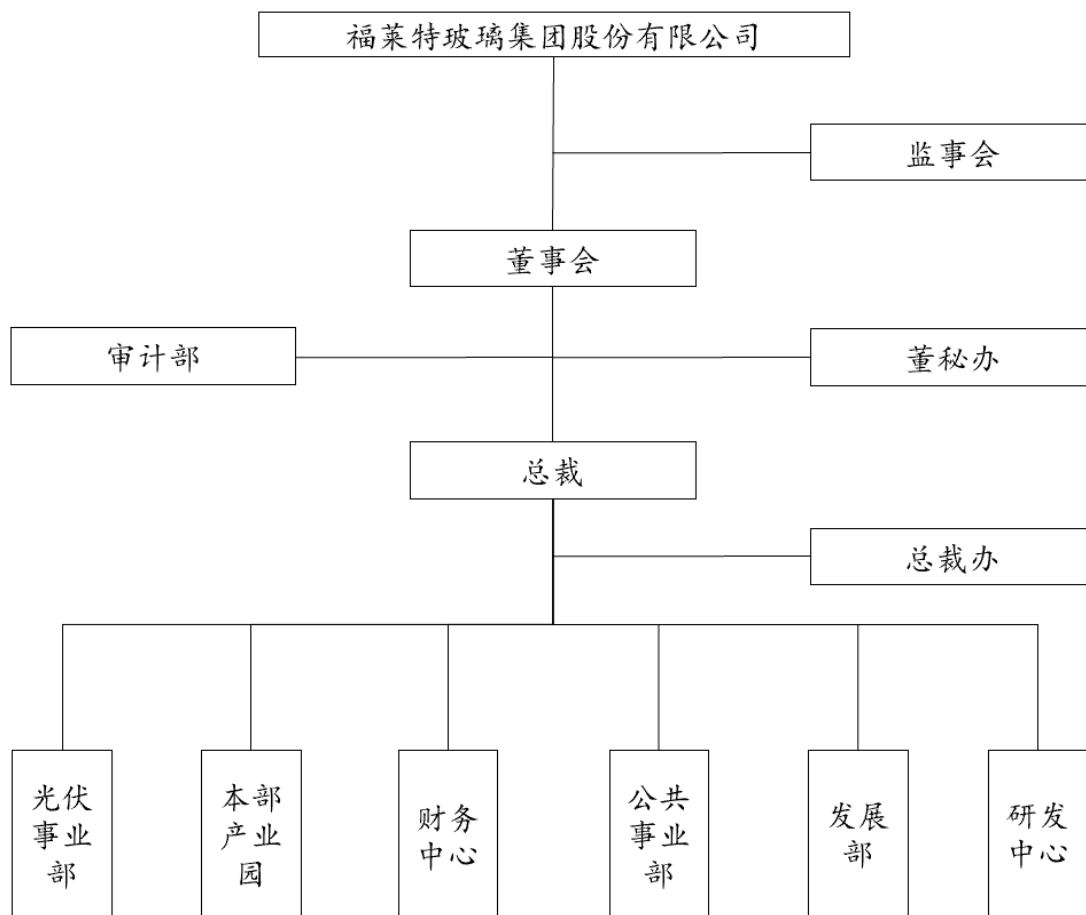 福莱特玻璃集团股份有限公司
监事会
董事会
审计部
董秘办
总裁
总裁办
光伏
事业
部
本部
产业
园
财务
中心
公共
事业
部
发展
部
研发
中心